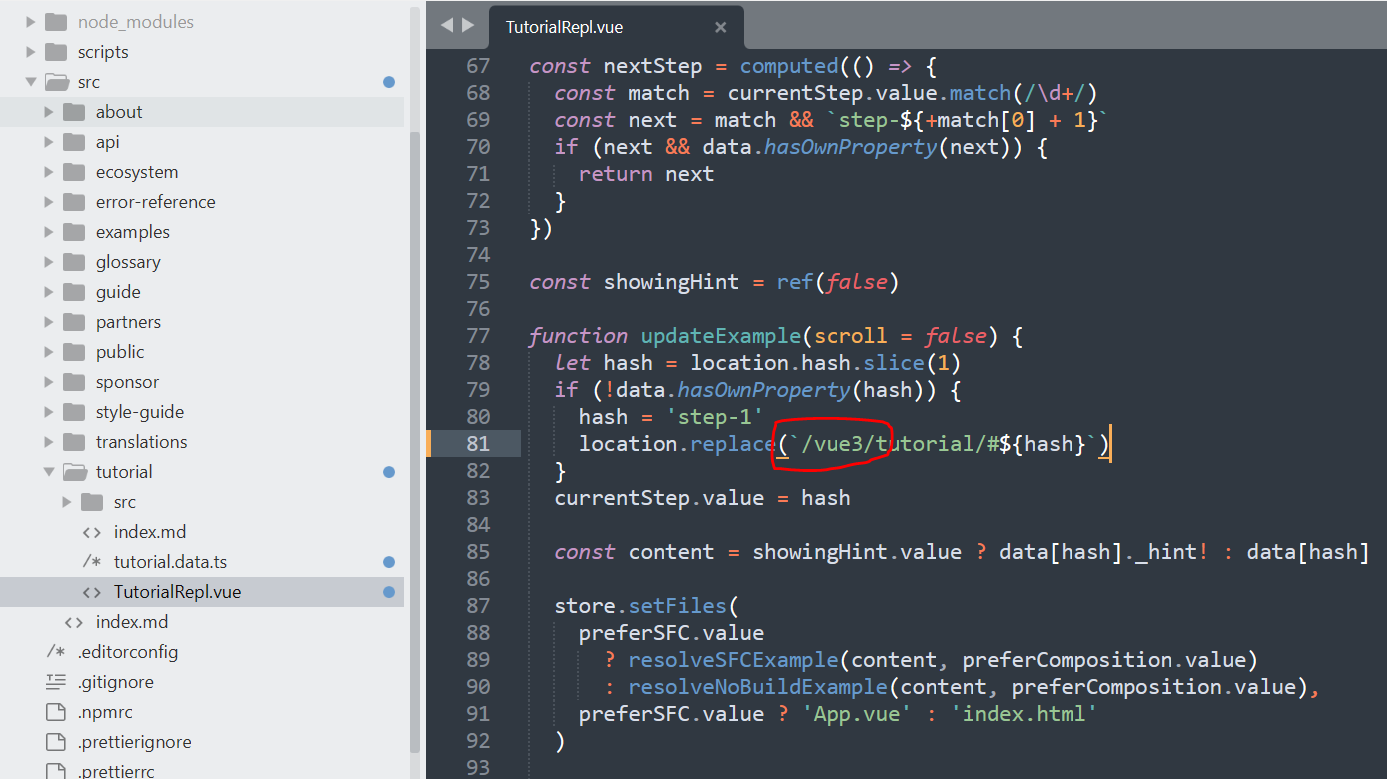 node_modules
scripts
src
about
api
ecosystem
error-reference
examples
glossary
guide
partners
public
sponsor
style-guide
translations
tutorial
src
<> index.md
/* tutorial.data.ts
<> TutorialRepl.vue
<> index.md
/* .editorconfig
.gitignore
.npmrc
.prettierignore
.prettierrc
TutorialRepl.vue ×
67 const nextStep = computed(() => {
68 const match = currentStep.value.match(/\d+/)
69 const next = match && `step-${+match[0] + 1}`
70 if (next && data.hasOwnProperty(next)) {
71 return next
72 }
73 })
74
75 const showingHint = ref(false)
76
77 function updateExample(scroll = false) {
78 let hash = location.hash.slice(1)
79 if (!data.hasOwnProperty(hash)) {
80 hash = 'step-1'
81 location.replace(`/vue3/tutorial/#${hash}`)
82 }
83 currentStep.value = hash
84
85 const content = showingHint.value ? data[hash]._hint! : data[hash]
86
87 store.setFiles(
88 preferSFC.value
89 ? resolveSFCExample(content, preferComposition.value)
90 : resolveNoBuildExample(content, preferComposition.value),
91 preferSFC.value ? 'App.vue' : 'index.html'
92 )
93